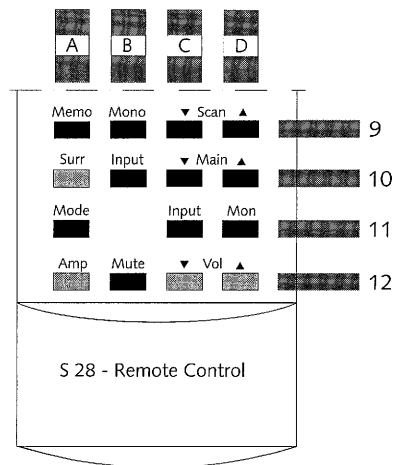 A B C D
Memo Mono ▼ Scan ▲ 9
Surr Input ▼ Main ▲ 10
Mode Input Mon 11
Amp Mute ▼ Vol ▲ 12
S 28 - Remote Control